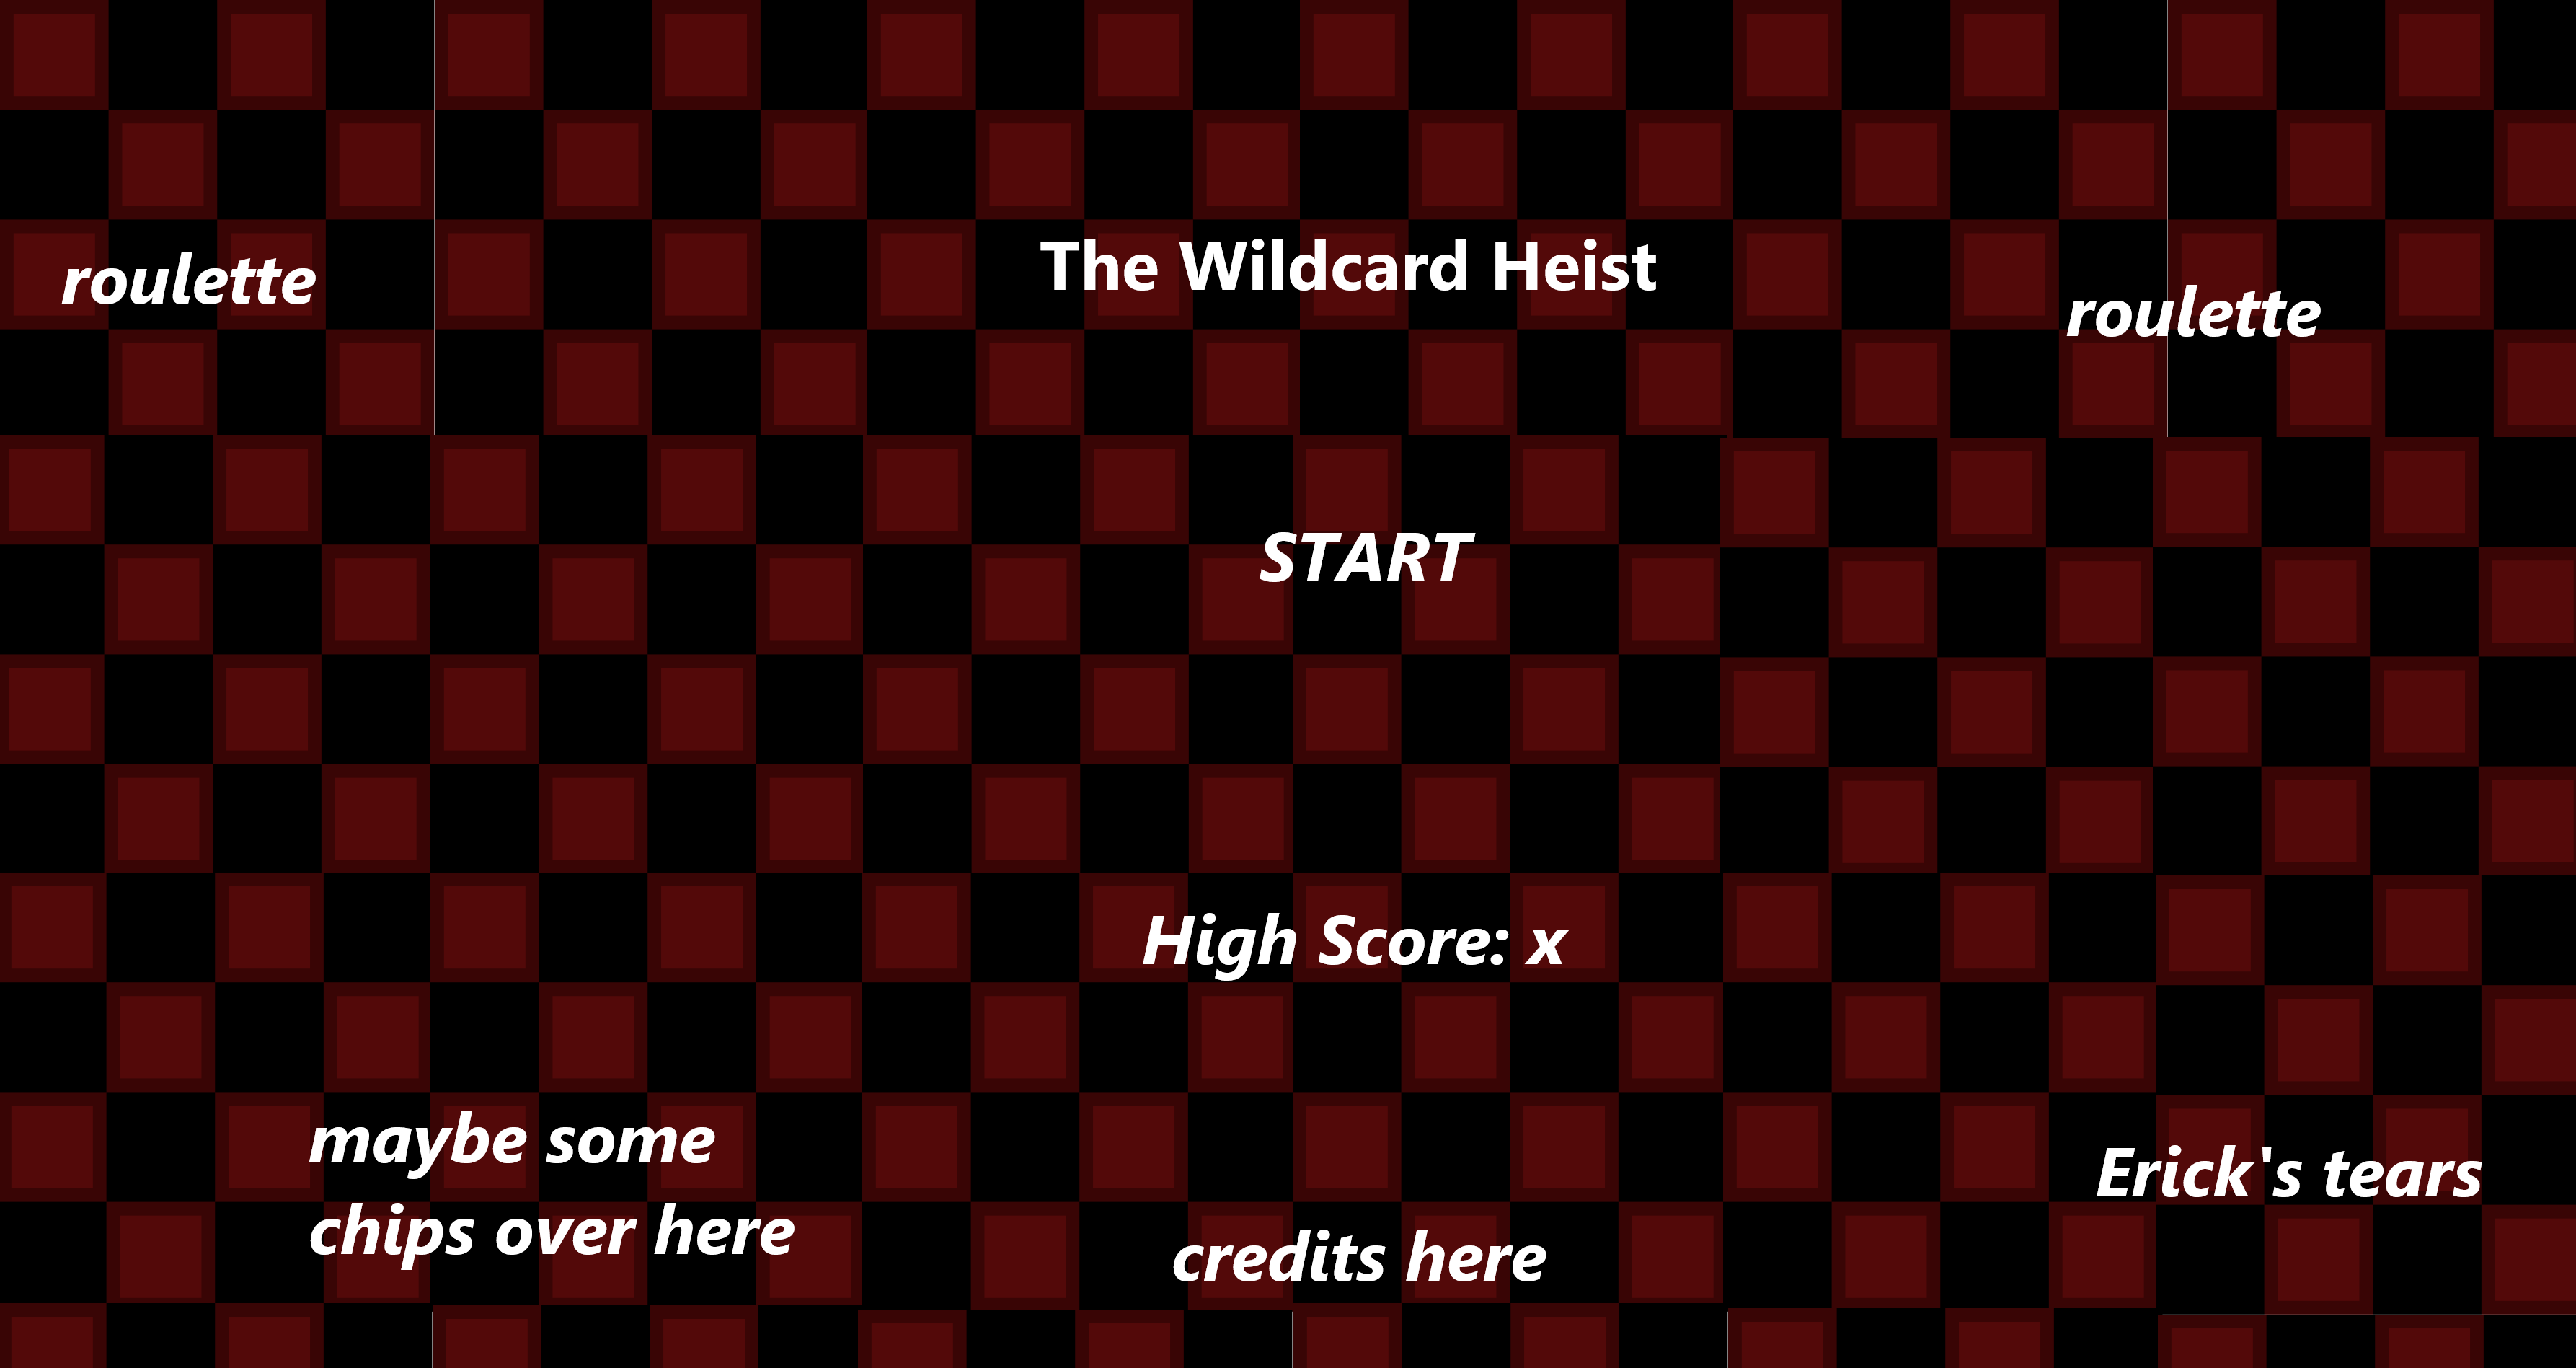 The Wildcard Heist
roulette
roulette
START
High Score: x
maybe some
chips over here
Erick's tears
credits here